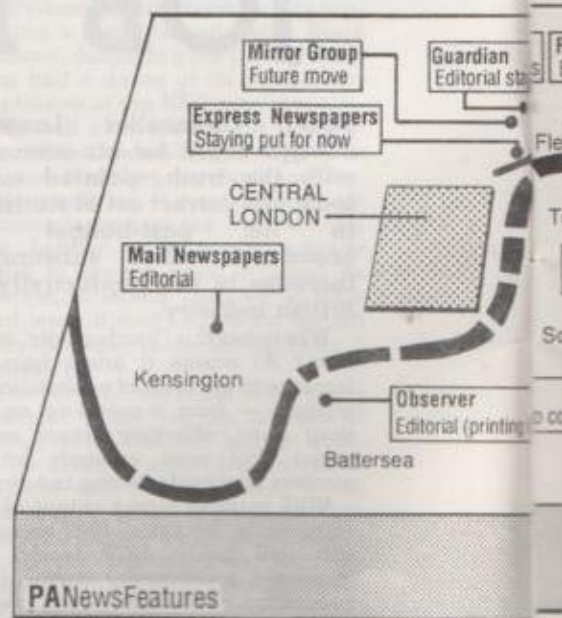 Mirror Group
Future move
Guardian
Editorial
Express Newspapers
Staying put for now
CENTRAL
LONDON
Mail Newspapers
Editorial
Kensington
Observer
Editorial (printing
Battersea
PANewsFeatures